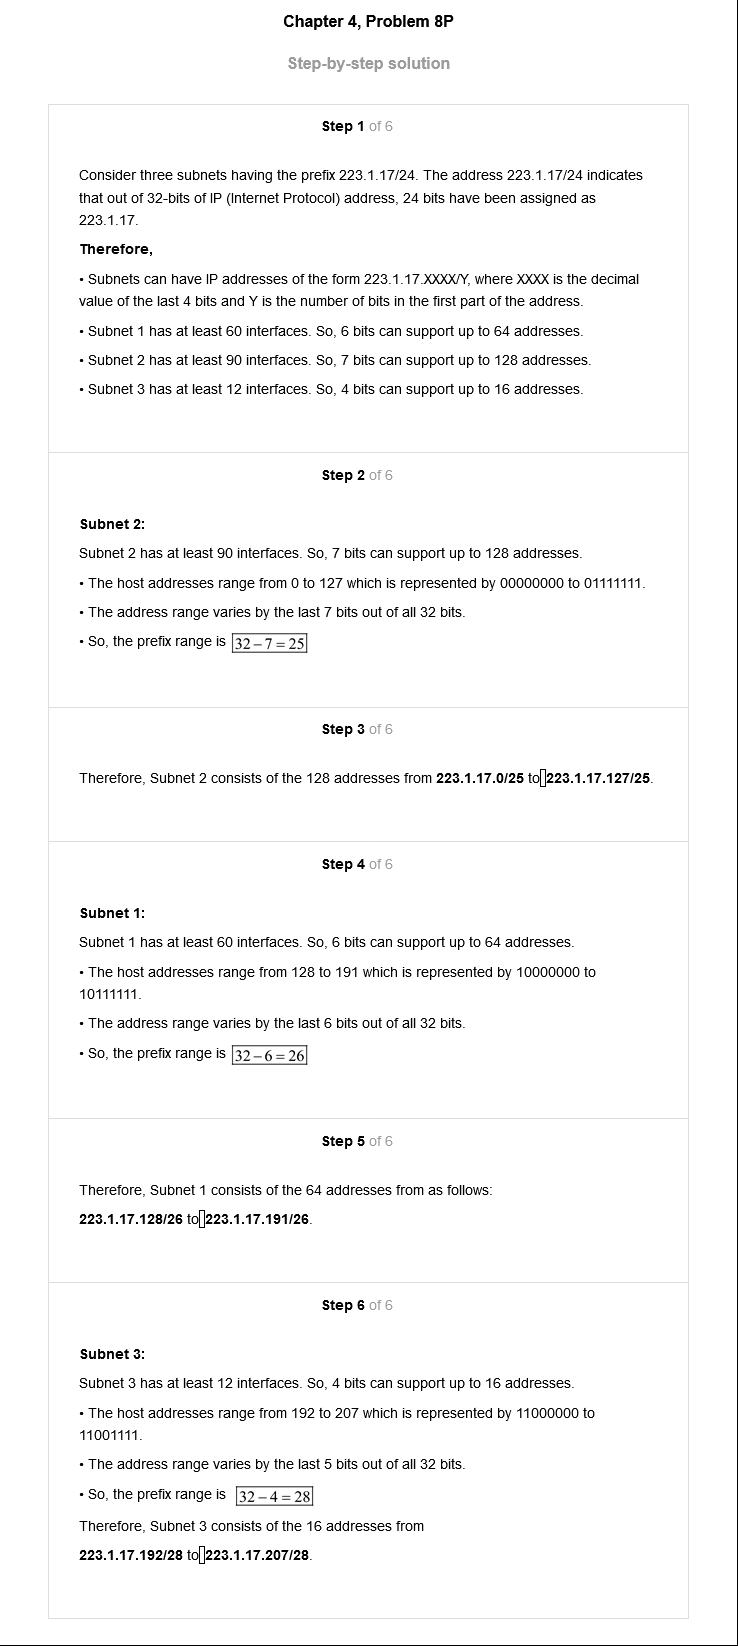 Chapter 4, Problem 8P
Step-by-step solution
Step 1 of 6
Consider three subnets having the prefix 223.1.17/24. The address 223.1.17/24 indicates
that out of 32-bits of IP (Internet Protocol) address, 24 bits have been assigned as
223.1.17.
Therefore,
• Subnets can have IP addresses of the form 223.1.17.XXXX/Y, where XXXX is the decimal
value of the last 4 bits and Y is the number of bits in the first part of the address.
• Subnet 1 has at least 60 interfaces. So, 6 bits can support up to 64 addresses.
• Subnet 2 has at least 90 interfaces. So, 7 bits can support up to 128 addresses.
• Subnet 3 has at least 12 interfaces. So, 4 bits can support up to 16 addresses.
Step 2 of 6
Subnet 2:
Subnet 2 has at least 90 interfaces. So, 7 bits can support up to 128 addresses.
• The host addresses range from 0 to 127 which is represented by 00000000 to 01111111.
• The address range varies by the last 7 bits out of all 32 bits.
• So, the prefix range is 32 – 7 = 25
Step 3 of 6
Therefore, Subnet 2 consists of the 128 addresses from 223.1.17.0/25 to 223.1.17.127/25.
Step 4 of 6
Subnet 1:
Subnet 1 has at least 60 interfaces. So, 6 bits can support up to 64 addresses.
• The host addresses range from 128 to 191 which is represented by 10000000 to
10111111.
• The address range varies by the last 6 bits out of all 32 bits.
• So, the prefix range is 32 – 6 = 26
Step 5 of 6
Therefore, Subnet 1 consists of the 64 addresses from as follows:
223.1.17.128/26 to 223.1.17.191/26.
Step 6 of 6
Subnet 3:
Subnet 3 has at least 12 interfaces. So, 4 bits can support up to 16 addresses.
• The host addresses range from 192 to 207 which is represented by 11000000 to
11001111.
• The address range varies by the last 5 bits out of all 32 bits.
• So, the prefix range is 32 – 4 = 28
Therefore, Subnet 3 consists of the 16 addresses from
223.1.17.192/28 to 223.1.17.207/28.